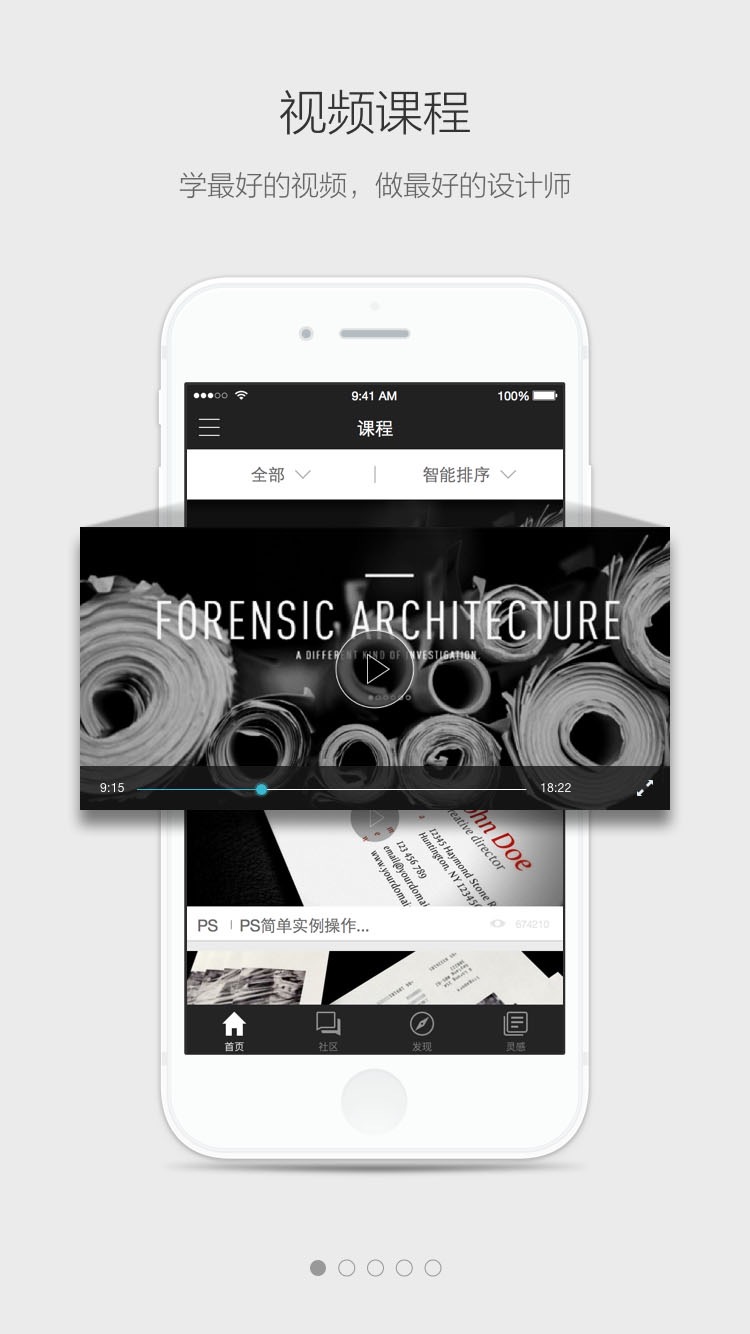 视频课程
学最好的视频，做最好的设计师
9:41 AM
100%
课程
全部
智能排序
FORENSIC ARCHITECTURE
A DIFFERENT KIND OF INVESTIGATION.
9:15
18:22
John Doe
creative director
12345 Haymond Stone R
Huntington, NY 12345
123 456 789
email@yourdomai
www.yourdomai
PS
PS简单实例操作...
674210
首页
社区
发现
灵感